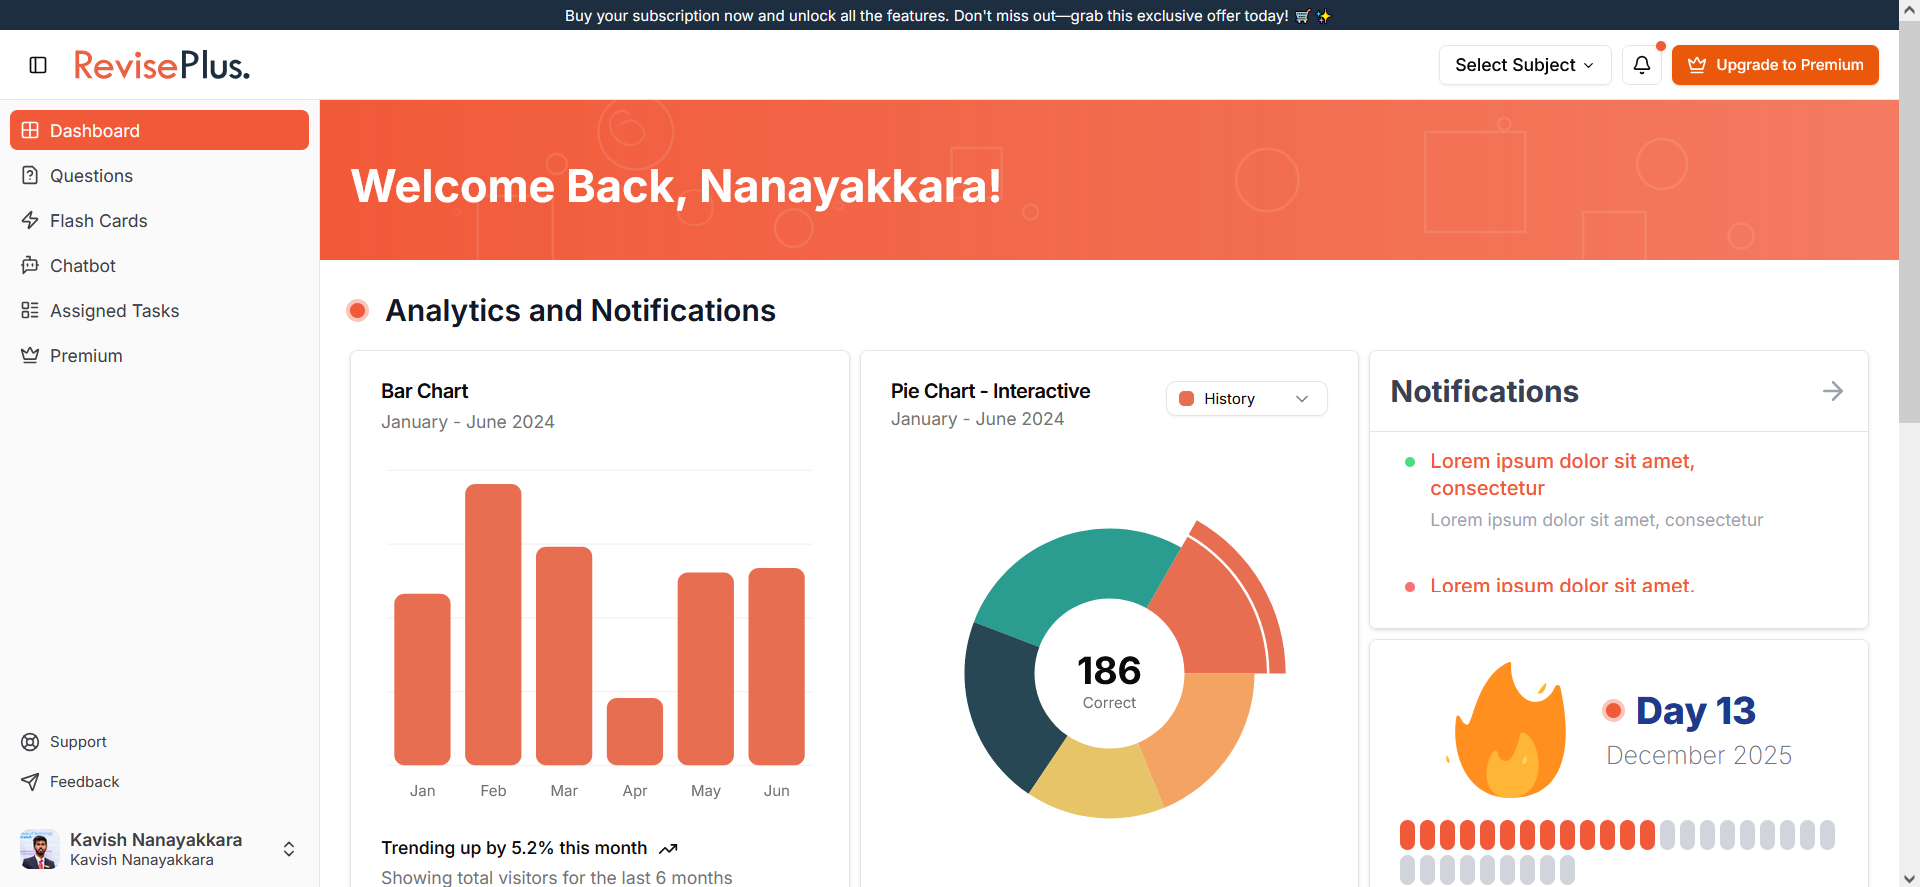 Buy your subscription now and unlock all the features. Don't miss out—grab this exclusive offer today! 🛒 ✨
RevisePlus.
Select Subject
Upgrade to Premium
Dashboard
Questions
Flash Cards
Chatbot
Assigned Tasks
Premium
Support
Feedback
Kavish Nanayakkara
Kavish Nanayakkara
Welcome Back, Nanayakkara!
Analytics and Notifications
Bar Chart
January - June 2024
Jan Feb Mar Apr May Jun
Trending up by 5.2% this month
Showing total visitors for the last 6 months
Pie Chart - Interactive
January - June 2024
History
186
Correct
Notifications
Lorem ipsum dolor sit amet,
consectetur
Lorem ipsum dolor sit amet, consectetur
Lorem ipsum dolor sit amet,
Day 13
December 2025